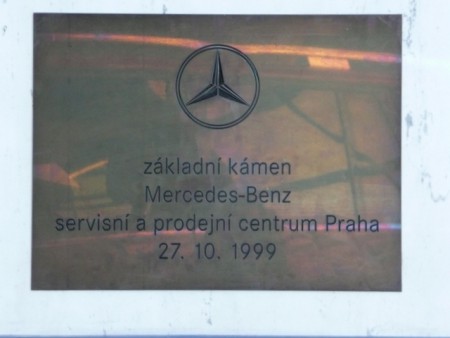 základní kámen
Mercedes-Benz
servisní a prodejní centrum Praha
27. 10. 1999